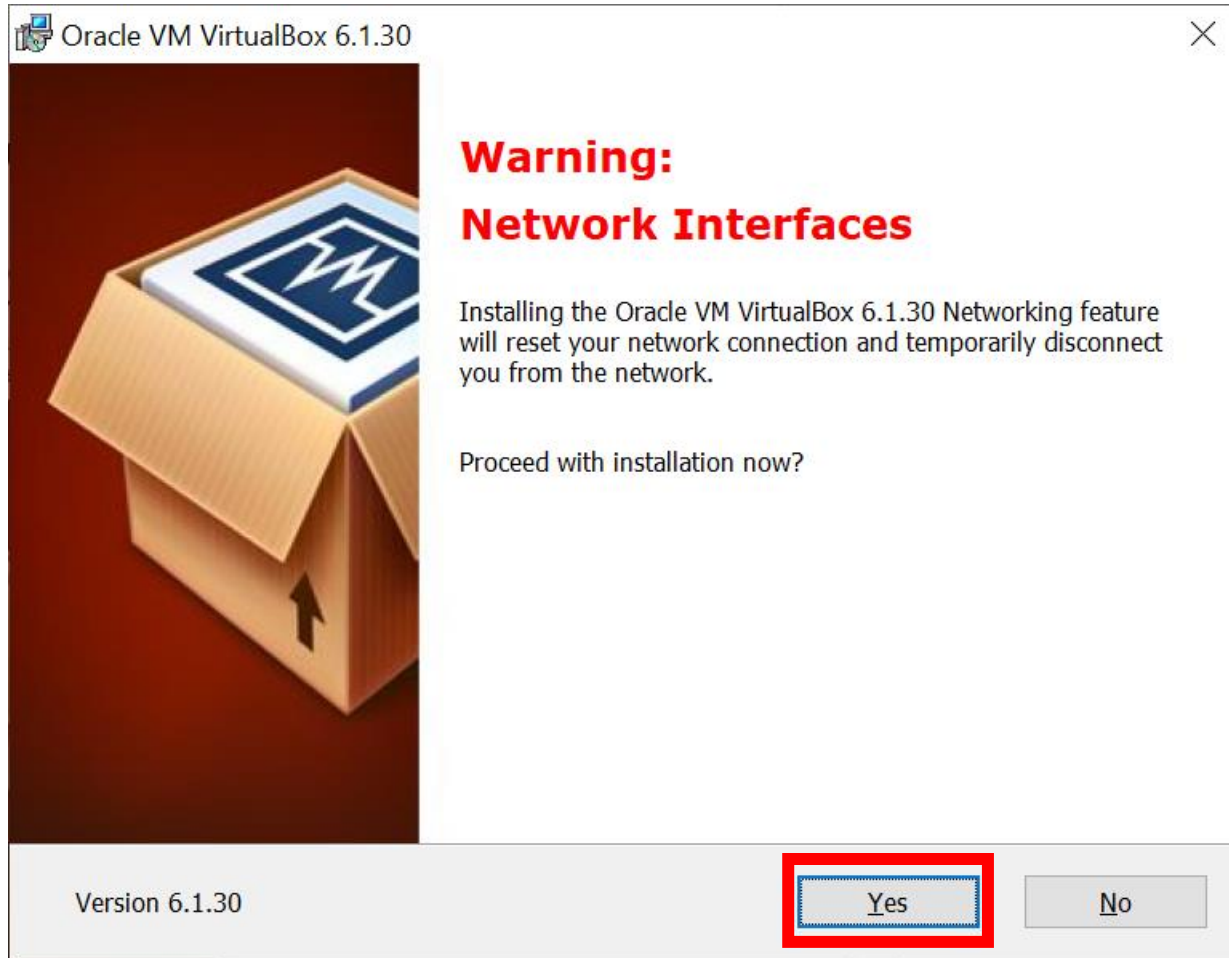 Oracle VM VirtualBox 6.1.30
Warning:
Network Interfaces
Installing the Oracle VM VirtualBox 6.1.30 Networking feature
will reset your network connection and temporarily disconnect
you from the network.
Proceed with installation now?
Version 6.1.30
Yes
No